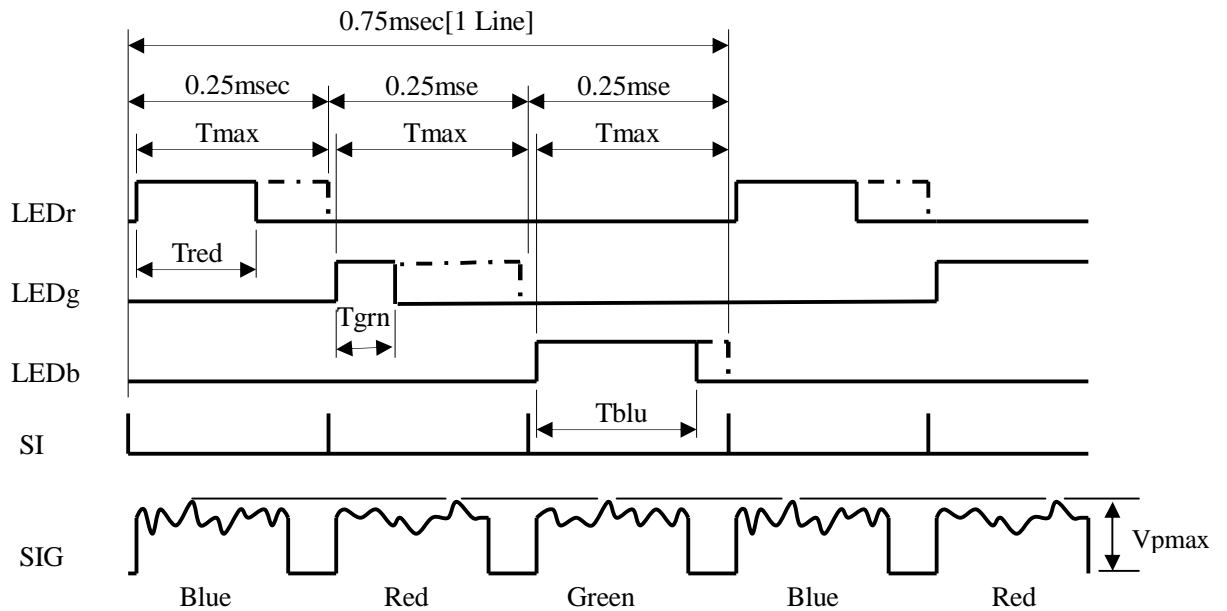 0.75msec[1 Line]
0.25msec 0.25mse 0.25mse
Tmax Tmax Tmax
LEDr
Tred
LEDg
Tgrn
LEDb
Tblu
SI
SIG
Vpmax
Blue Red Green Blue Red